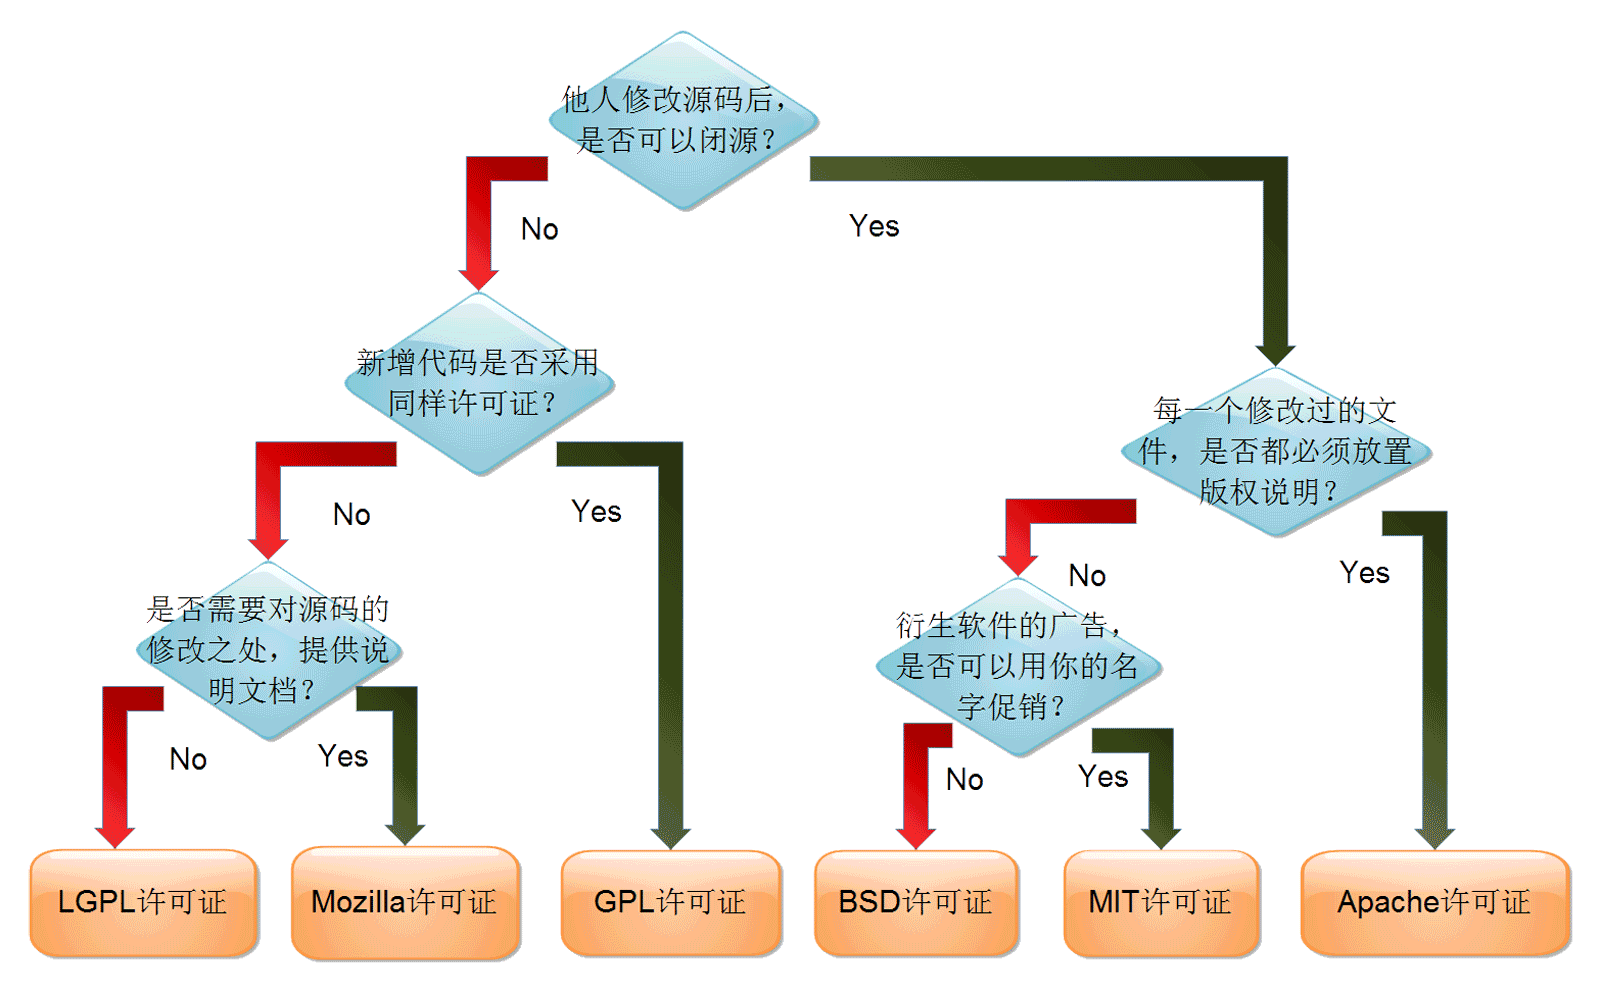 他人修改源码后，
是否可以闭源？
No
Yes
新增代码是否采用
同样许可证？
每一个修改过的文
件，是否都必须放置
版权说明？
No
Yes
No
Yes
是否需要对源码的
修改之处，提供说
明文档？
衍生软件的广告，
是否可以用你的名
字促销？
No
Yes
No
Yes
LGPL许可证
Mozilla许可证
GPL许可证
BSD许可证
MIT许可证
Apache许可证